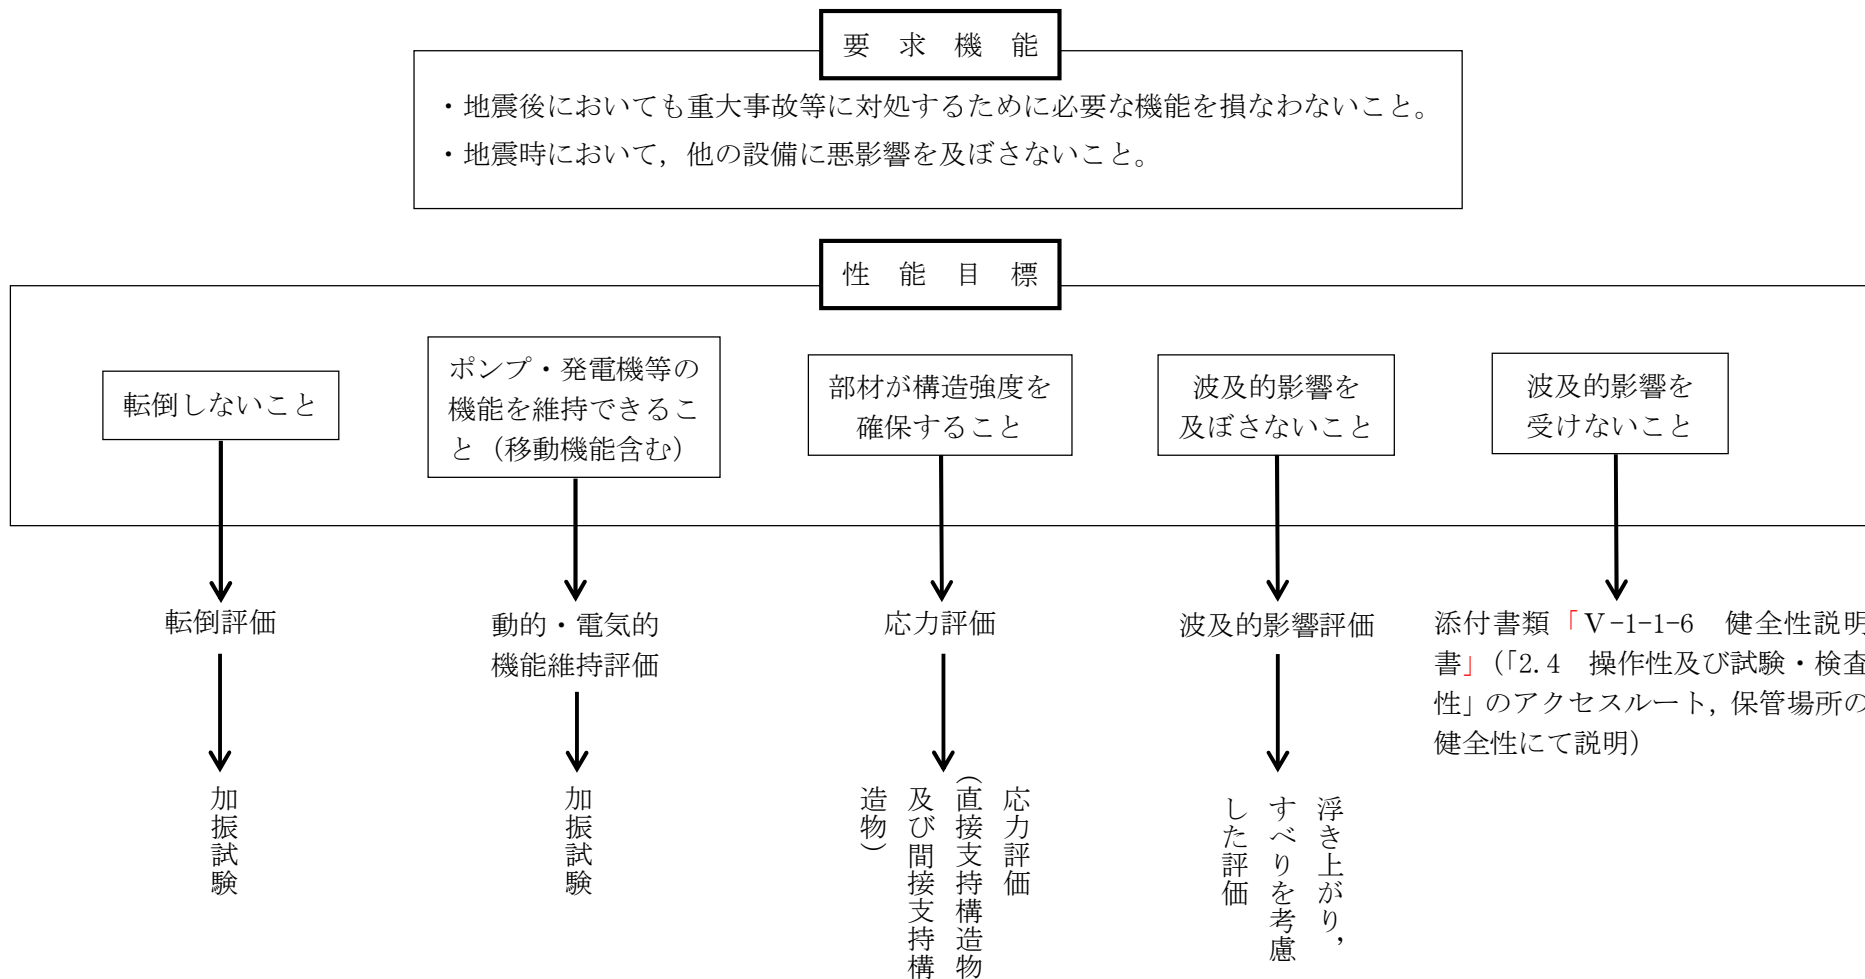 要求機能
・地震後においても重大事故等に対処するために必要な機能を損なわないこと。
・地震時において，他の設備に悪影響を及ぼさないこと。
性能目標
転倒しないこと
ポンプ・発電機等の
機能を維持できるこ
と（移動機能含む）
部材が構造強度を
確保すること
波及的影響を
及ぼさないこと
波及的影響を
受けないこと
転倒評価
動的・電気的
機能維持評価
応力評価
波及的影響評価
添付書類「Ⅴ-1-1-6　健全性説明
書」（「2.4　操作性及び試験・検査
性」のアクセスルート，保管場所の
健全性にて説明）
加振試験
加振試験
応力評価
（直接支持構造物
及び間接支持構
造物）
浮き上がり，
すべりを考慮
した評価